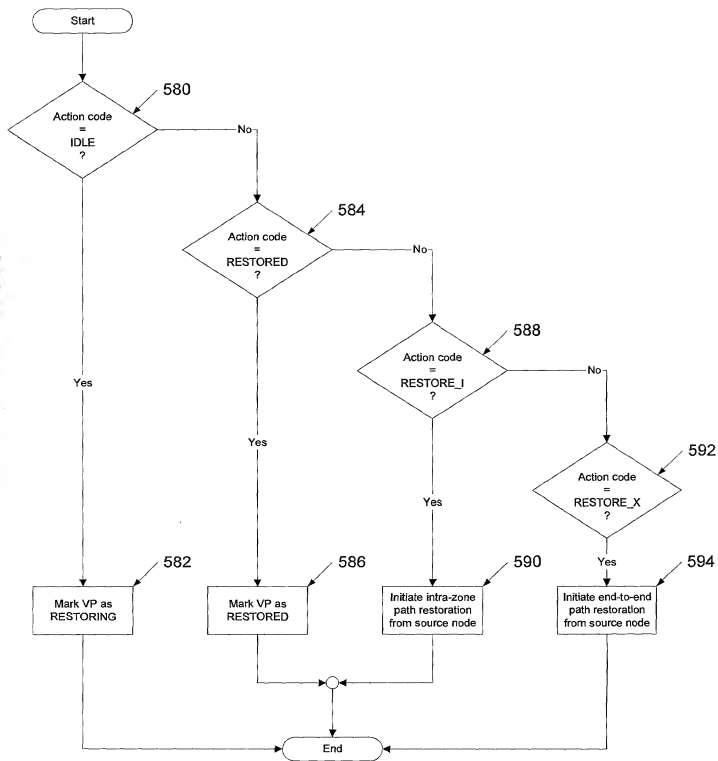 Start
580
Action code
=
IDLE
?
No
584
Action code
=
RESTORED
?
No
588
Action code
=
RESTORE_I
?
No
592
Action code
=
RESTORE_X
?
Yes
Yes
Yes
Yes
582
Mark VP as
RESTORING
586
Mark VP as
RESTORED
590
Initiate intra-zone
path restoration
from source node
594
Initiate end-to-end
path restoration
from source node
End